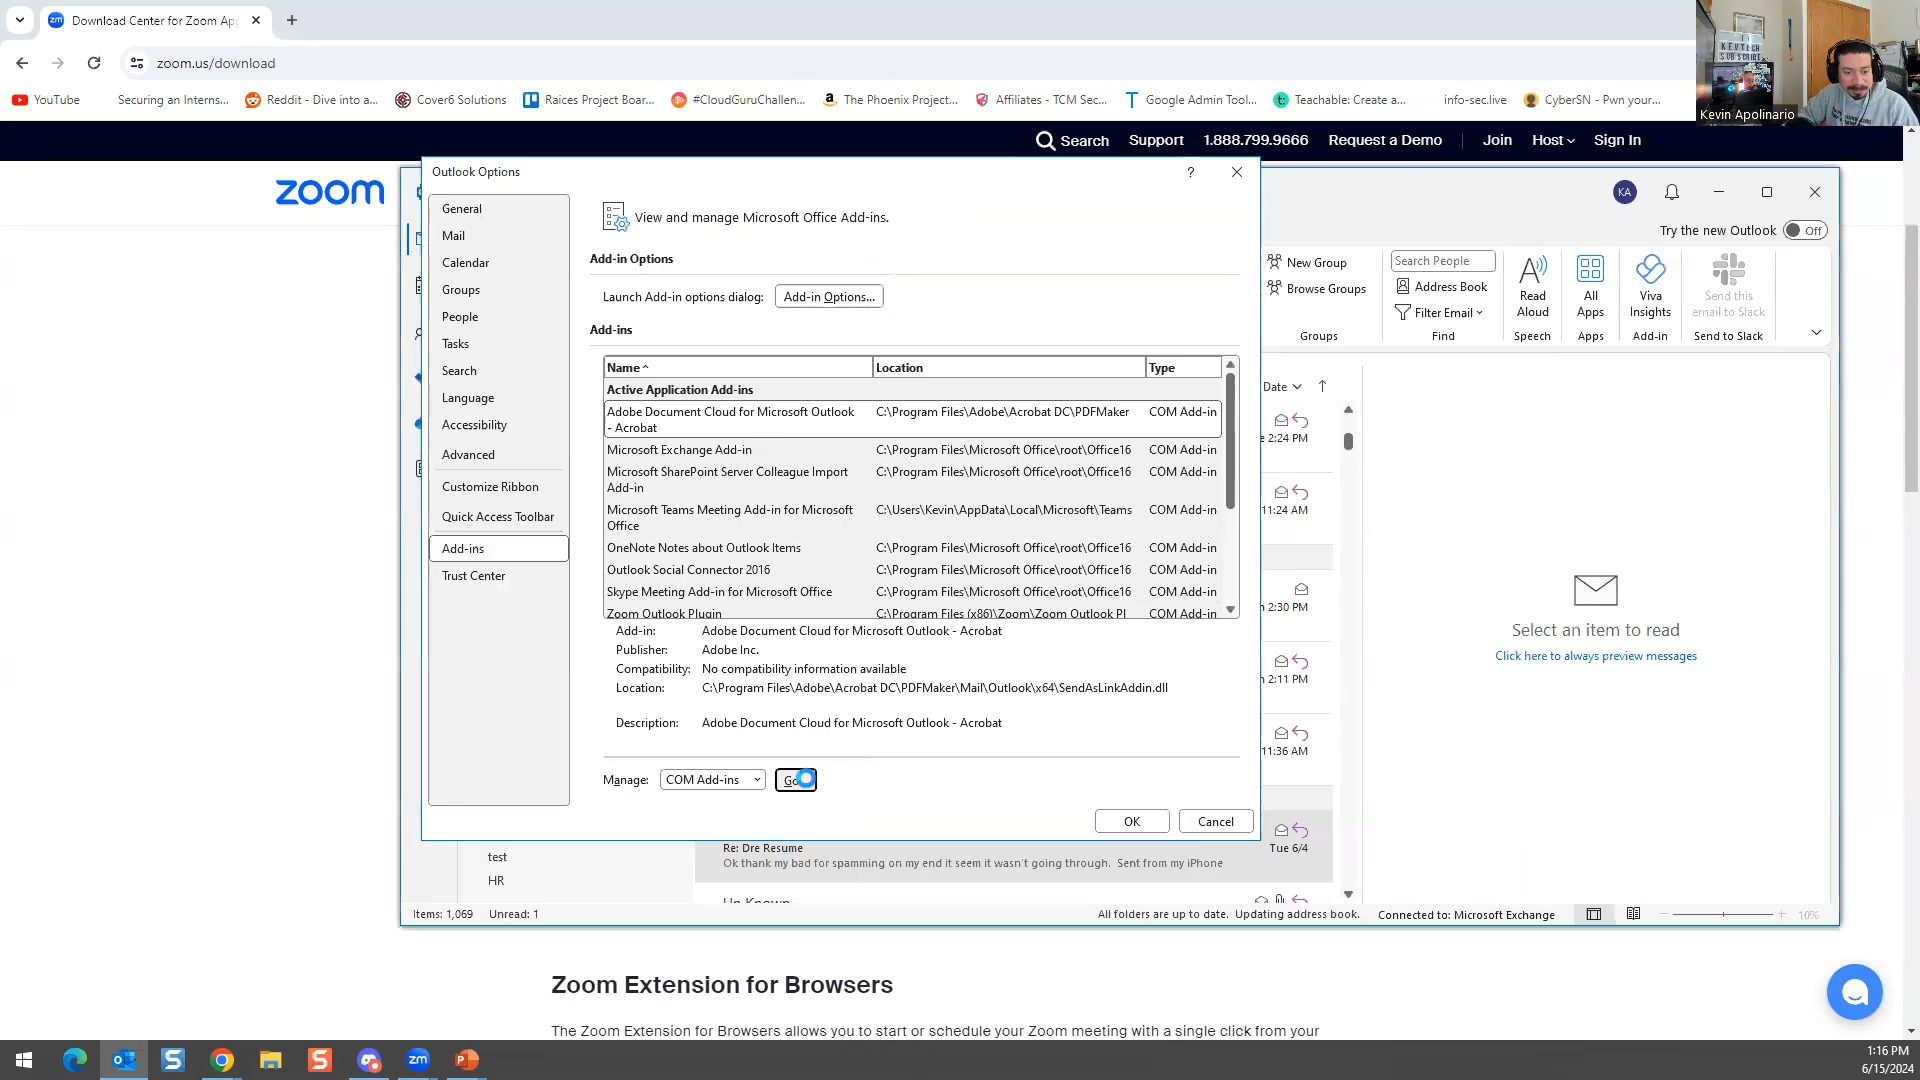 Download Center for Zoom Ap
zoom.us/download
YouTube
Securing an Interns...
Reddit - Dive into a...
Cover6 Solutions
Raices Project Boar...
#CloudGuruChallen...
The Phoenix Project...
Affiliates - TCM Sec...
Google Admin Tool...
Teachable: Create a...
info-sec.live
CyberSN - Pwn your...
KEVTECH
SUBSCRIBE
Kevin Apolinario
Search
Support
1.888.799.9666
Request a Demo
Join
Host
Sign In
zoom
Outlook Options
General
Mail
Calendar
Groups
People
Tasks
Search
Language
Accessibility
Advanced
Customize Ribbon
Quick Access Toolbar
Add-ins
Trust Center
View and manage Microsoft Office Add-ins.
Add-in Options
Launch Add-in options dialog: Add-in Options...
Add-ins
Name Location Type
Active Application Add-ins
Adobe Document Cloud for Microsoft Outlook C:\Program Files\Adobe\Acrobat DC\PDFMaker COM Add-in
- Acrobat
Microsoft Exchange Add-in C:\Program Files\Microsoft Office\root\Office16 COM Add-in
Microsoft SharePoint Server Colleague Import C:\Program Files\Microsoft Office\root\Office16 COM Add-in
Add-in
Microsoft Teams Meeting Add-in for Microsoft C:\Users\Kevin\AppData\Local\Microsoft\Teams COM Add-in
Office
OneNote Notes about Outlook Items C:\Program Files\Microsoft Office\root\Office16 COM Add-in
Outlook Social Connector 2016 C:\Program Files\Microsoft Office\root\Office16 COM Add-in
Skype Meeting Add-in for Microsoft Office C:\Program Files\Microsoft Office\root\Office16 COM Add-in
Zoom Outlook Plugin C:\Program Files (x86)\Zoom\Zoom Outlook Pl COM Add-in
Add-in: Adobe Document Cloud for Microsoft Outlook - Acrobat
Publisher: Adobe Inc.
Compatibility: No compatibility information available
Location: C:\Program Files\Adobe\Acrobat DC\PDFMaker\Mail\Outlook\x64\SendAsLinkAddin.dll
Description: Adobe Document Cloud for Microsoft Outlook - Acrobat
Manage: COM Add-ins
OK Cancel
KA
Try the new Outlook Off
New Group
Browse Groups
Groups
Search People
Address Book
Filter Email
Find
Read
Aloud
Speech
All
Apps
Apps
Viva
Insights
Add-in
Send this
email to Slack
Send to Slack
Date
2:24 PM
11:24 AM
2:30 PM
2:11 PM
11:36 AM
Select an item to read
Click here to always preview messages
test
HR
Re: Dre Resume Tue 6/4
Ok thank my bad for spamming on my end it seem it wasn't going through. Sent from my iPhone
Items: 1,069 Unread: 1
All folders are up to date. Updating address book. Connected to: Microsoft Exchange 10%
Zoom Extension for Browsers
The Zoom Extension for Browsers allows you to start or schedule your Zoom meeting with a single click from your
1:16 PM
6/15/2024